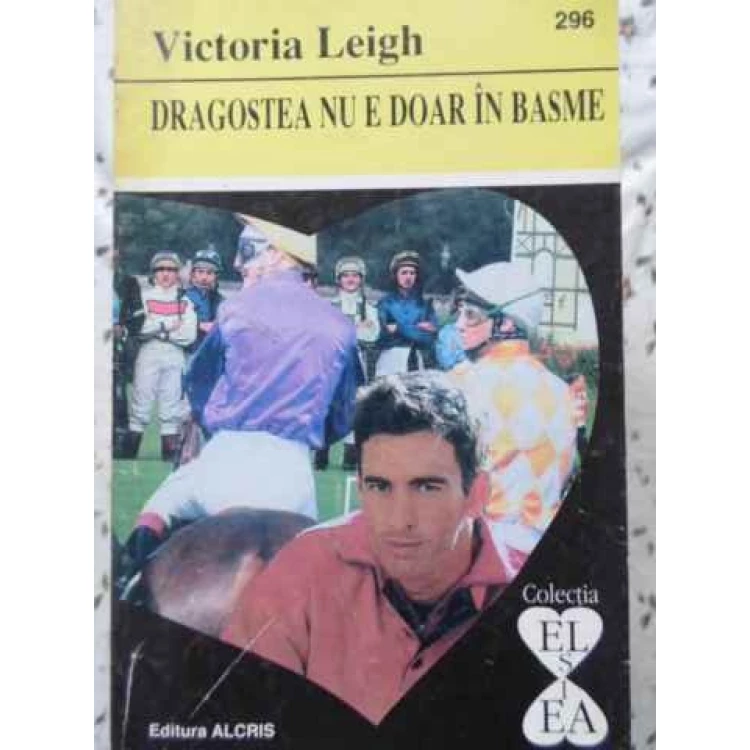 296
Victoria Leigh
DRAGOSTEA NU E DOAR ÎN BASME
Colecția
EL
ȘI
EA
Editura ALCRIS